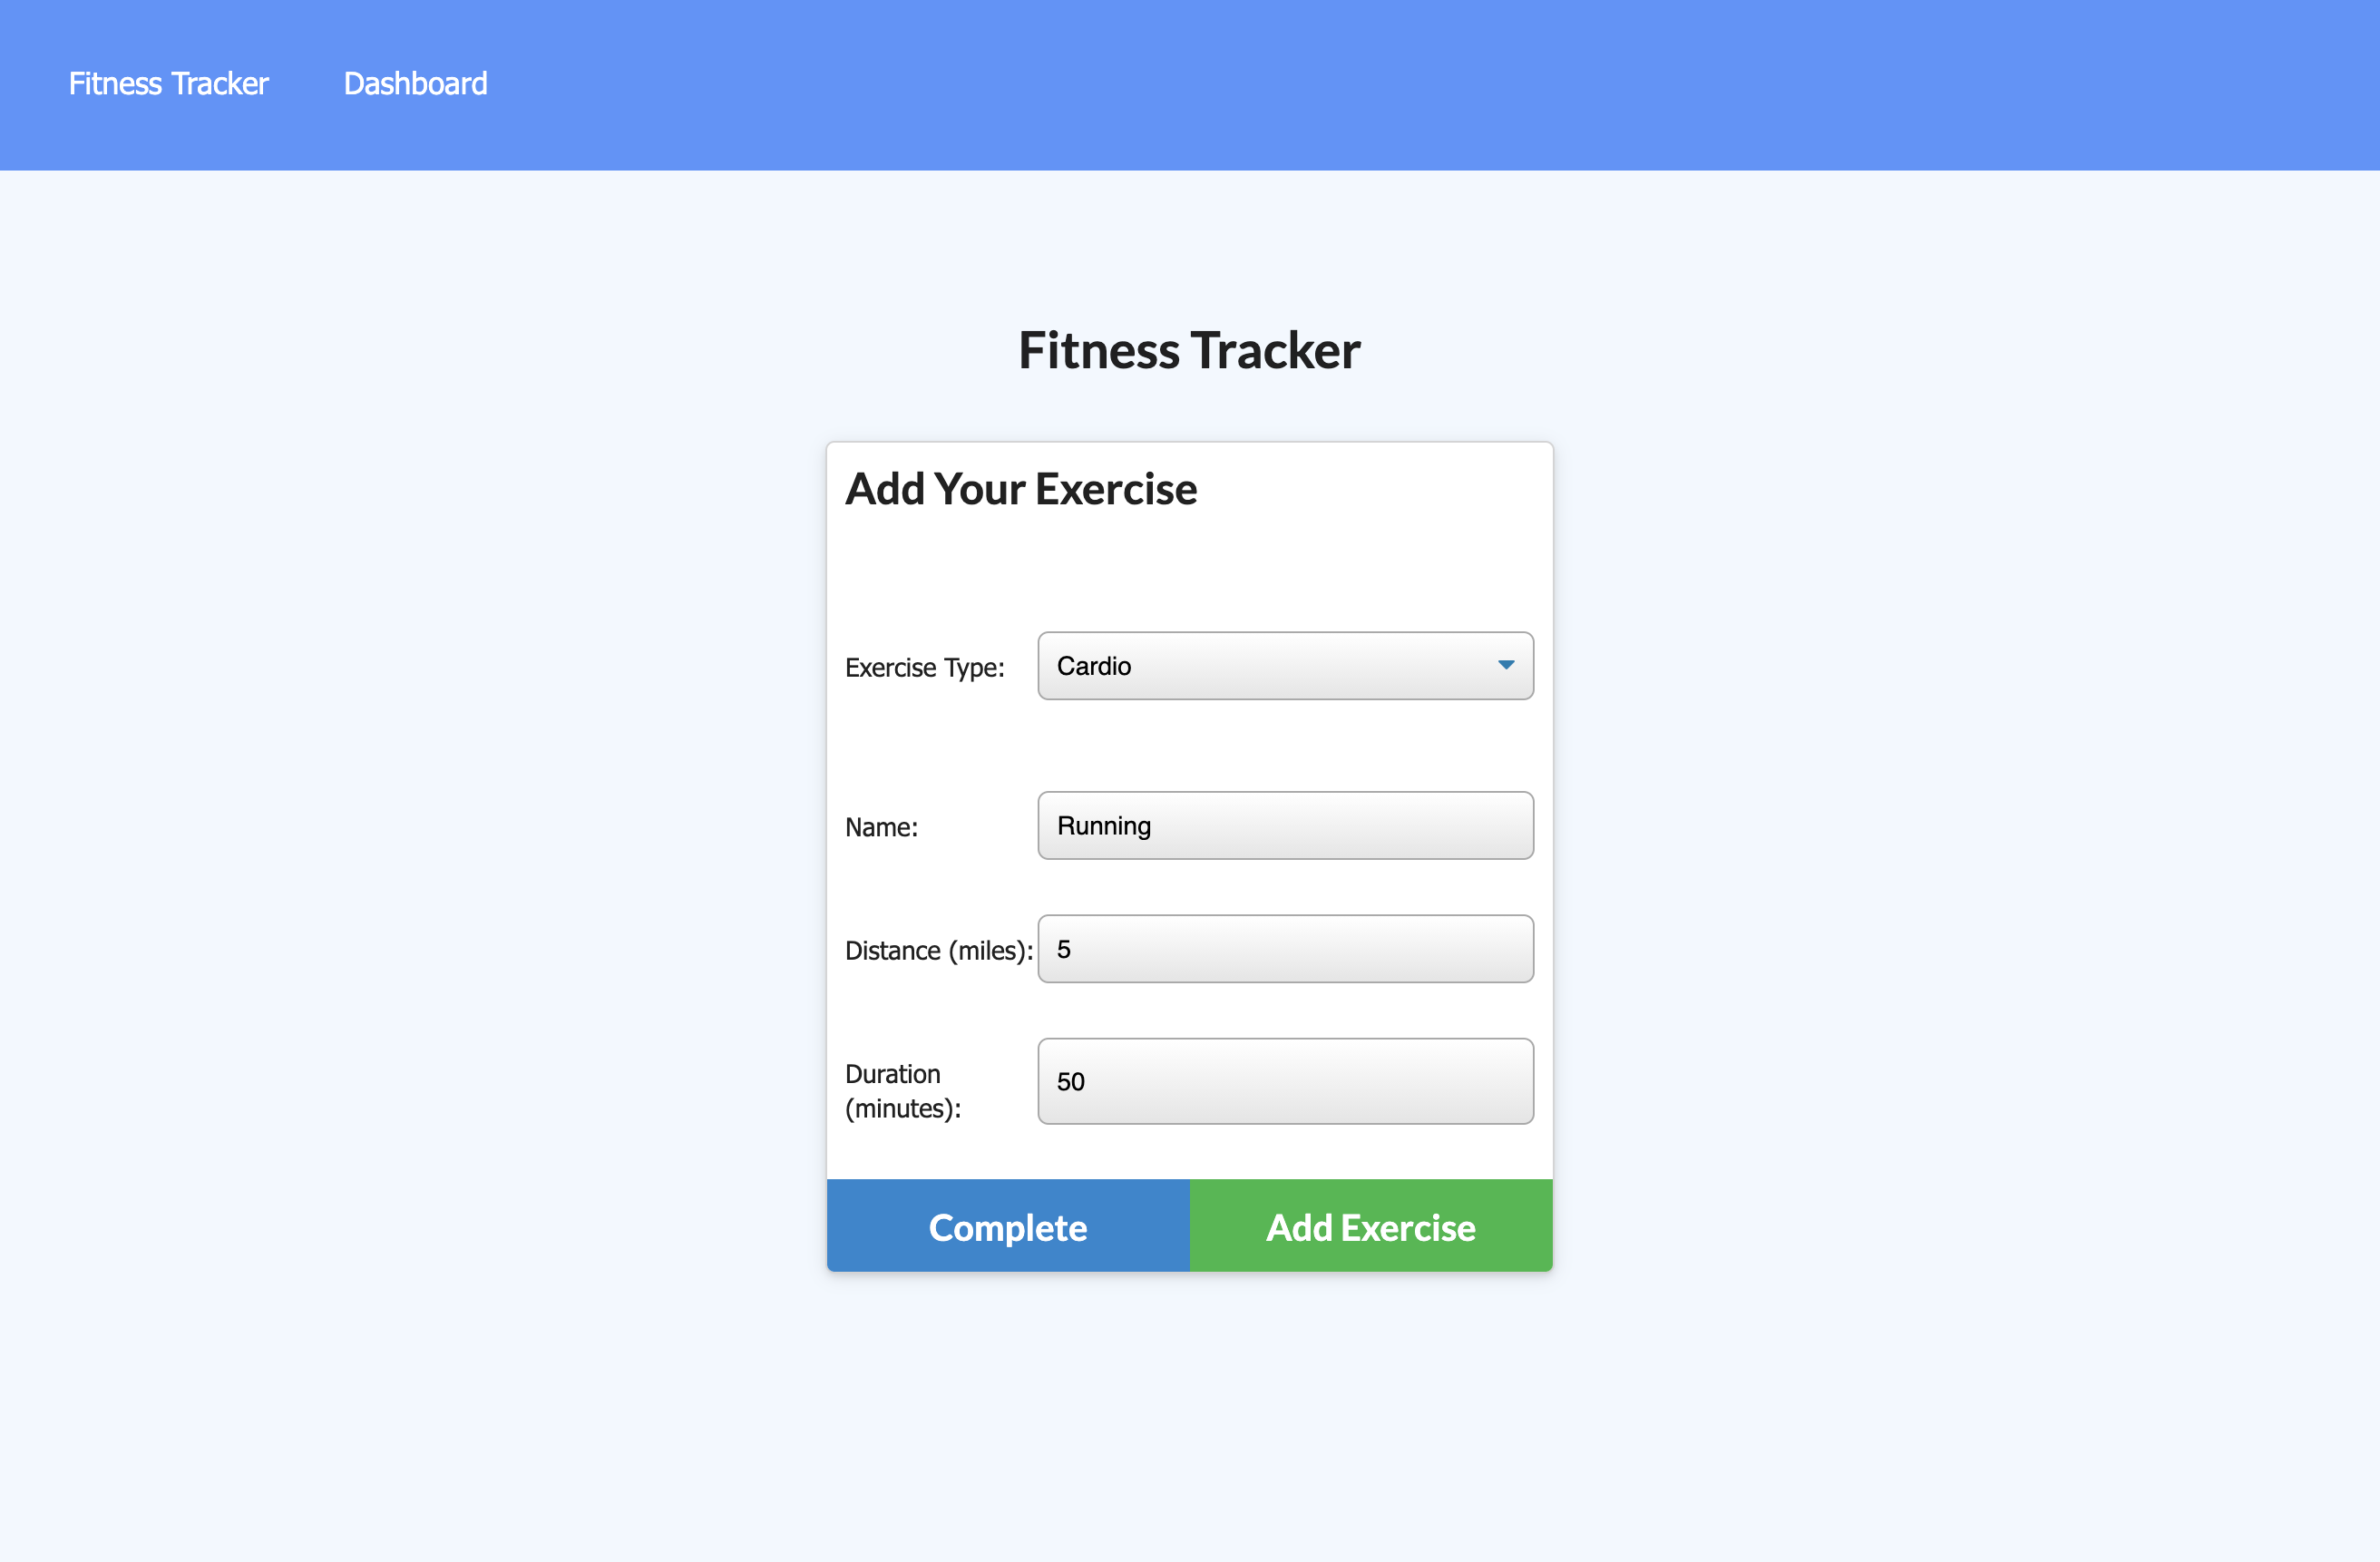 Fitness Tracker Dashboard
Fitness Tracker
Add Your Exercise
Exercise Type: Cardio
Name: Running
Distance (miles): 5
Duration
(minutes): 50
Complete Add Exercise